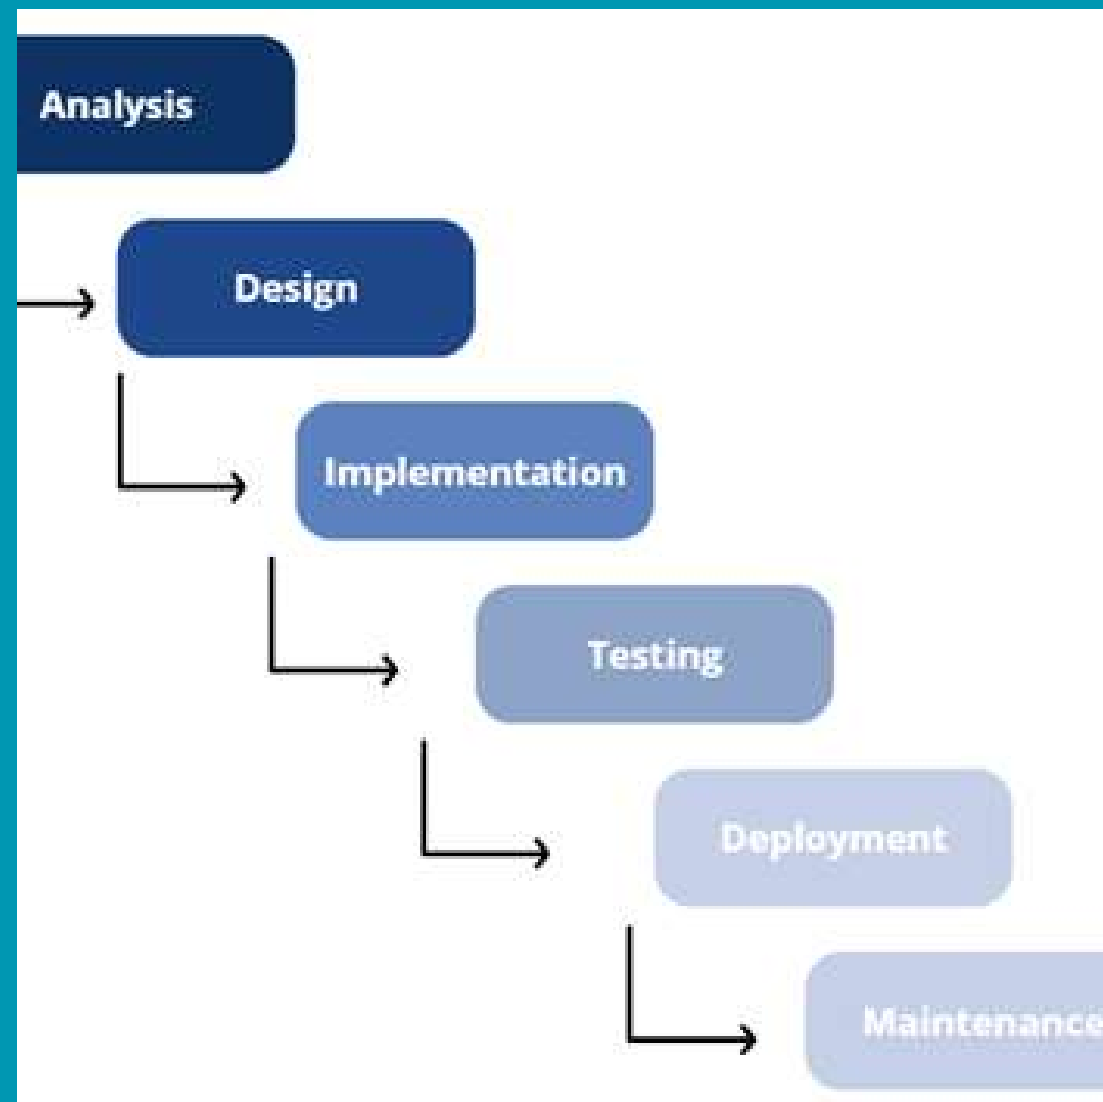 Analysis
Design
Implementation
Testing
Deployment
Maintenance